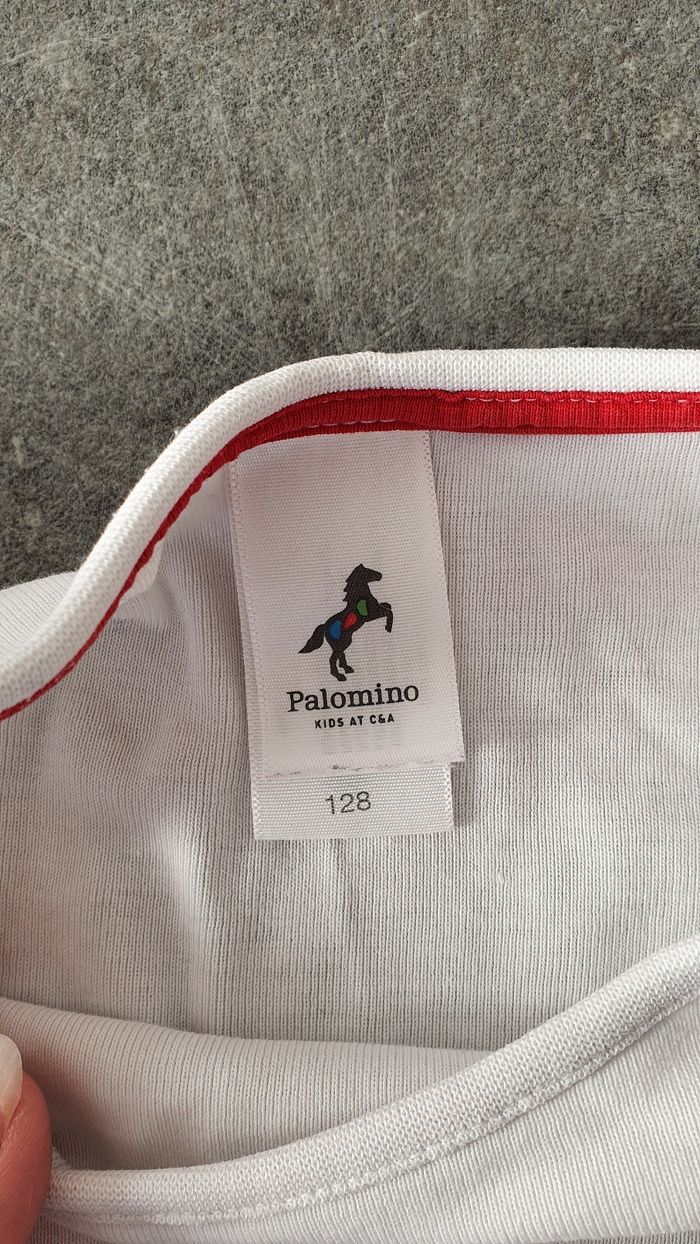 Palomino
KIDS AT C&A
128